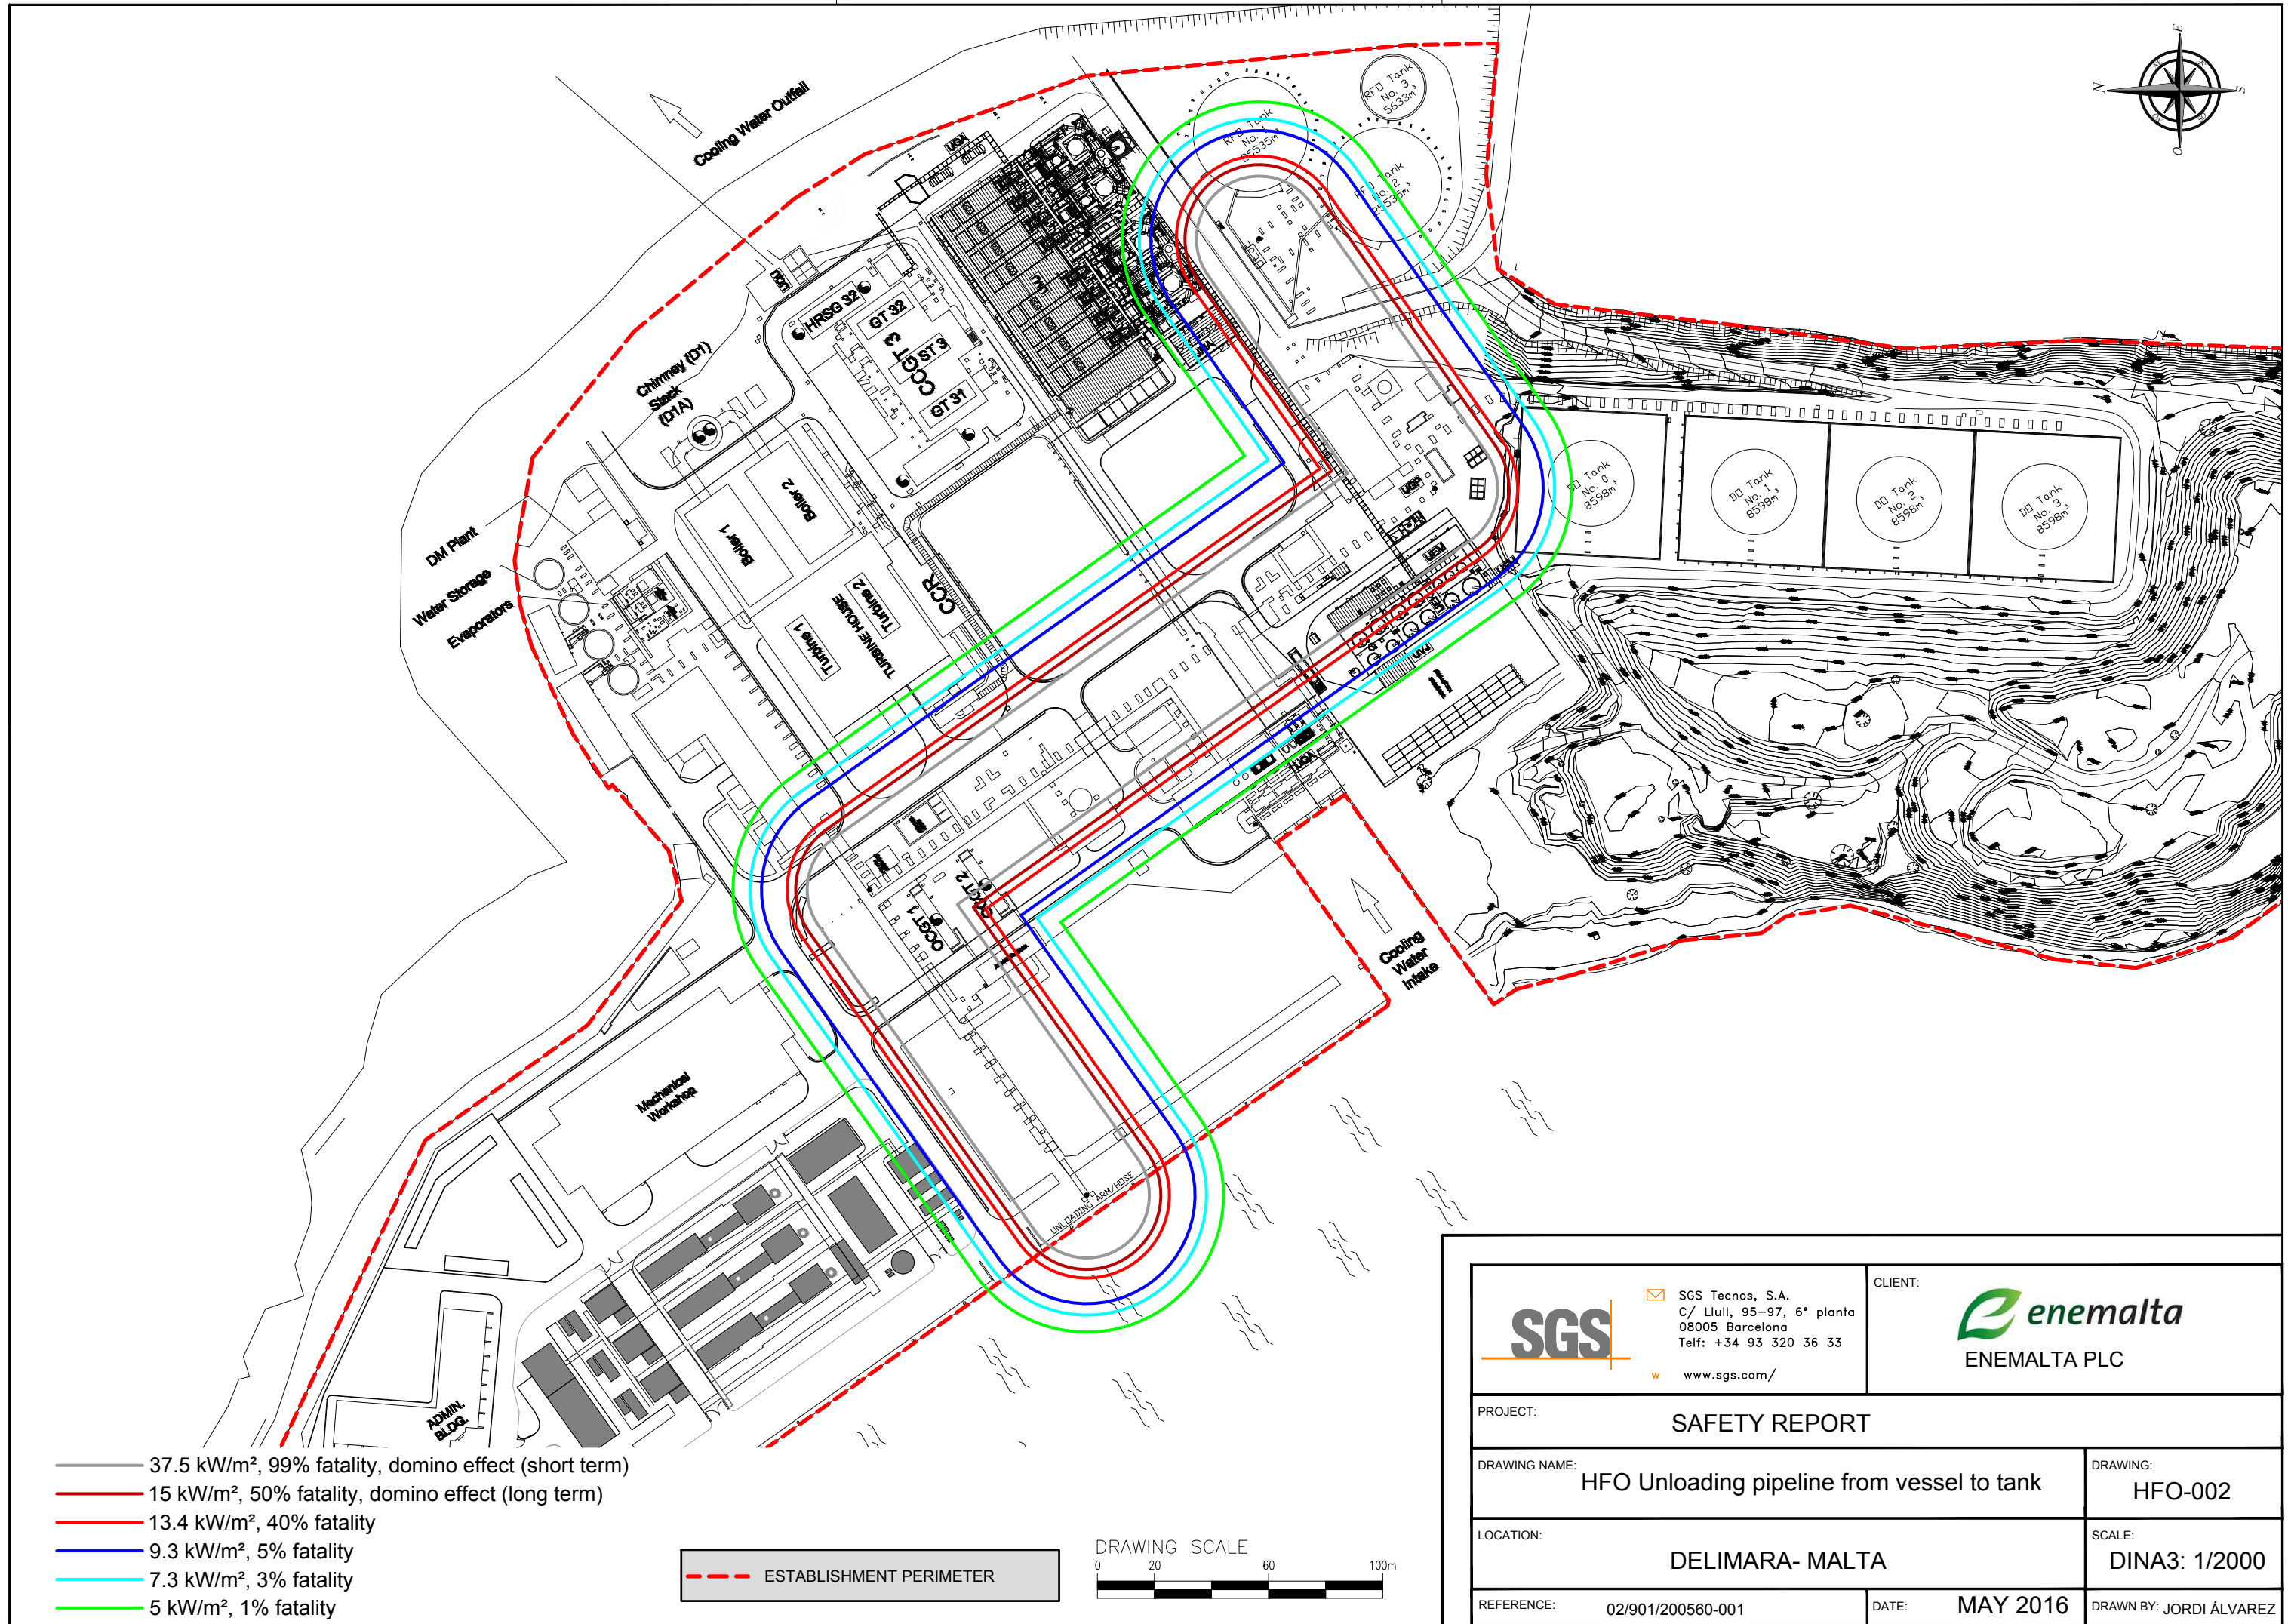 Cooling Water Outfall
RFO Tank
No. 3
5633m³
RFO Tank
No. 1
25535m³
RFO Tank
No. 2
25535m³
E
N
S
O
UGA
UQU
HRSG 32
GT 32
CCGT 3
ST 3
GT 31
UMJ
Chimney (D1)
Stack
(D1A)
Boiler 2
Boiler 1
DM Plant
Water Storage
Evaporators
Turbine 1
TURBINE HOUSE
Turbine 2
CCR
UGP
UEM
DO Tank
No. 0
8598m³
DO Tank
No. 1
8598m³
DO Tank
No. 2
8598m³
DO Tank
No. 3
8598m³
OCGT 1
OCGT 2
Cooling
Water
Intake
Mechanical
Workshop
UNLOADING ARM/HOSE
ADMIN.
BLDG.
37.5 kW/m², 99% fatality, domino effect (short term)
15 kW/m², 50% fatality, domino effect (long term)
13.4 kW/m², 40% fatality
9.3 kW/m², 5% fatality
7.3 kW/m², 3% fatality
5 kW/m², 1% fatality
ESTABLISHMENT PERIMETER
DRAWING SCALE
0 20 60 100m
SGS
SGS Tecnos, S.A.
C/ Llull, 95-97, 6ª planta
08005 Barcelona
Telf: +34 93 320 36 33
w www.sgs.com/
CLIENT:
enemalta
ENEMALTA PLC
PROJECT:
SAFETY REPORT
DRAWING NAME:
HFO Unloading pipeline from vessel to tank
DRAWING:
HFO-002
LOCATION:
DELIMARA- MALTA
SCALE:
DINA3: 1/2000
REFERENCE: 02/901/200560-001
DATE: MAY 2016
DRAWN BY: JORDI ÁLVAREZ